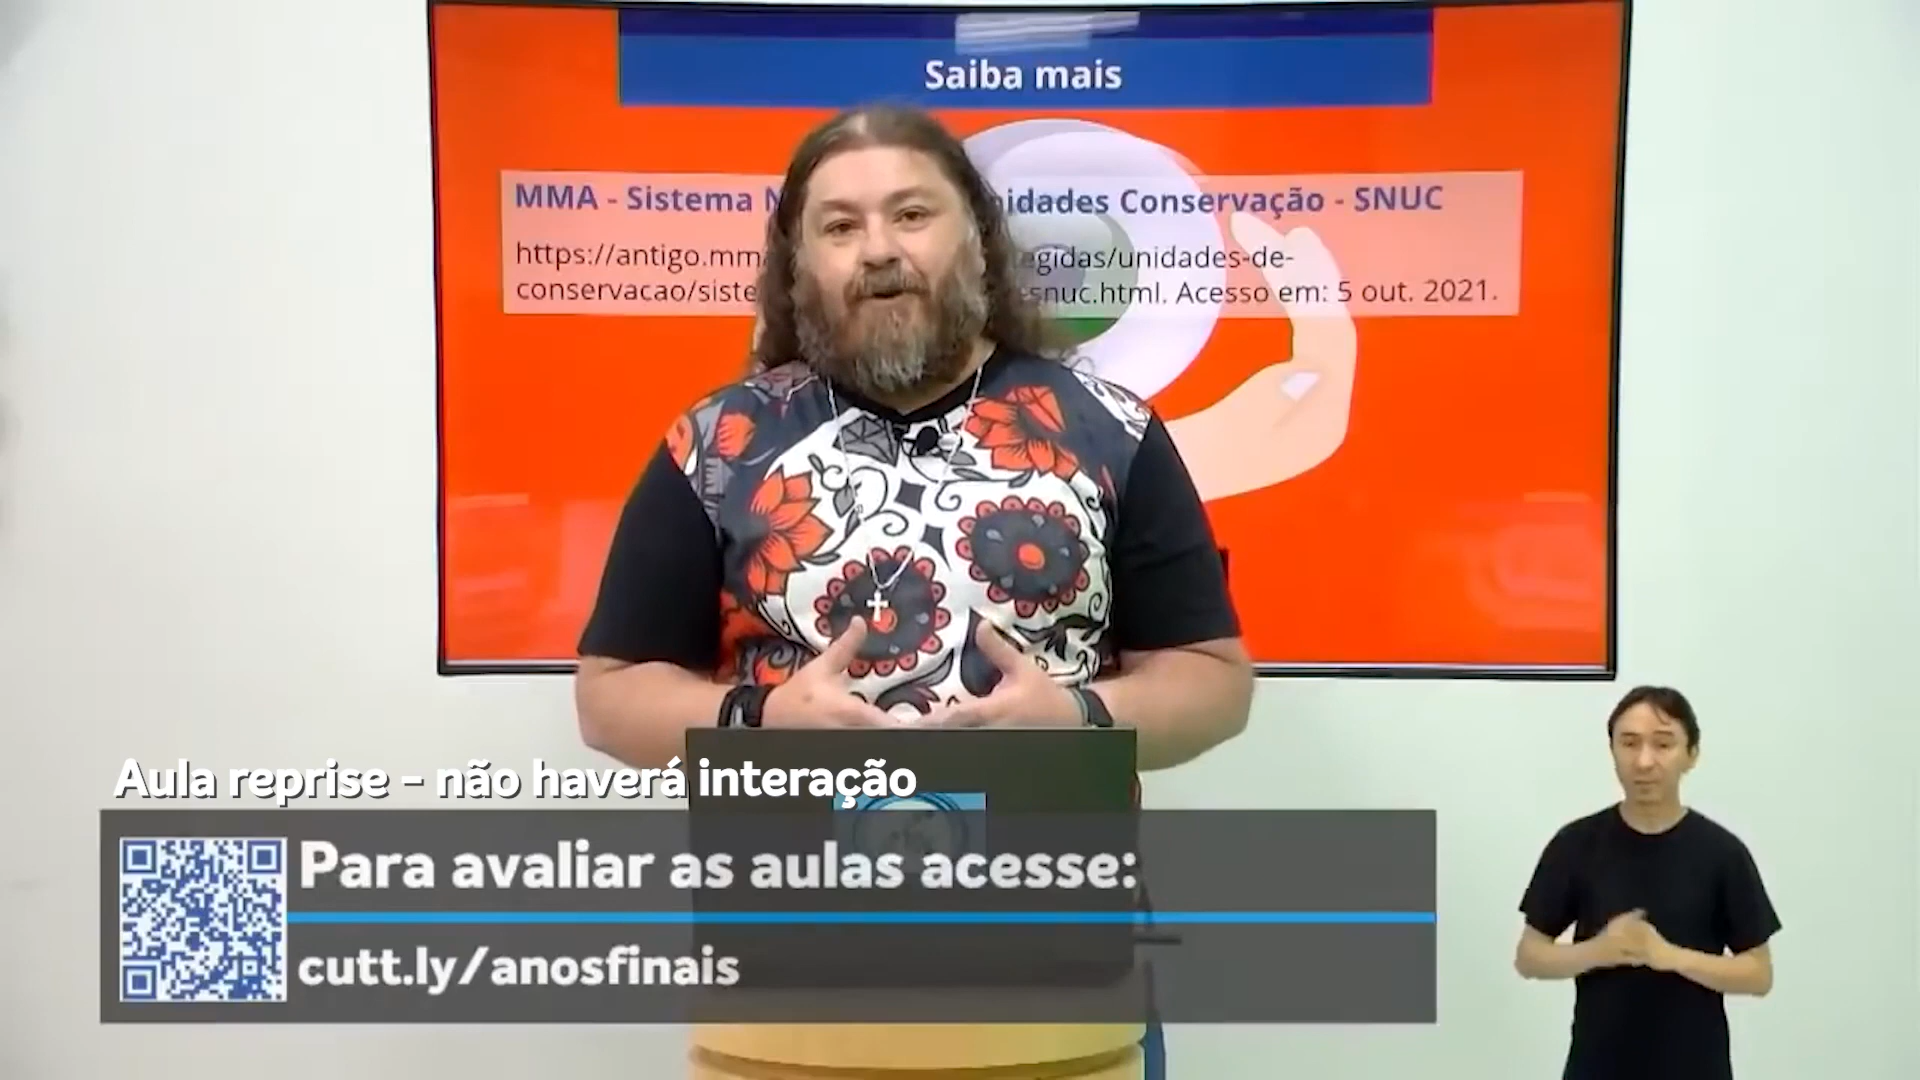 Saiba mais
MMA - Sistema nidades Conservação - SNUC
https://antigo.mma egidas/unidades-de-
conservacao/siste snuc.html. Acesso em: 5 out. 2021.
Aula reprise - não haverá interação
Para avaliar as aulas acesse:
cutt.ly/anosfinais